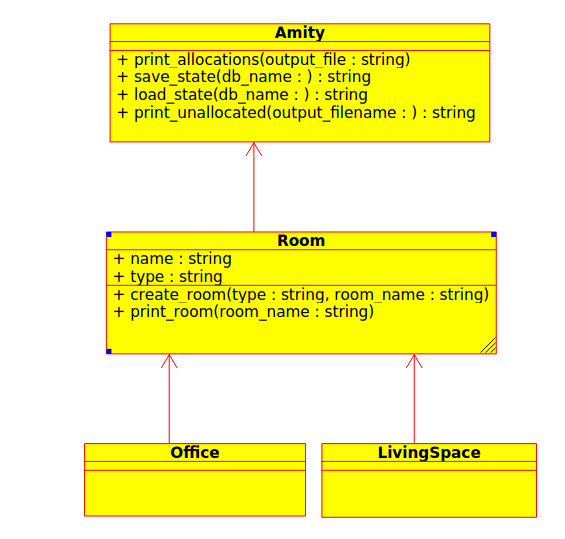 Amity
+ print_allocations(output_file : string)
+ save_state(db_name : ) : string
+ load_state(db_name : ) : string
+ print_unallocated(output_filename : ) : string
Room
+ name : string
+ type : string
+ create_room(type : string, room_name : string)
+ print_room(room_name : string)
Office
LivingSpace